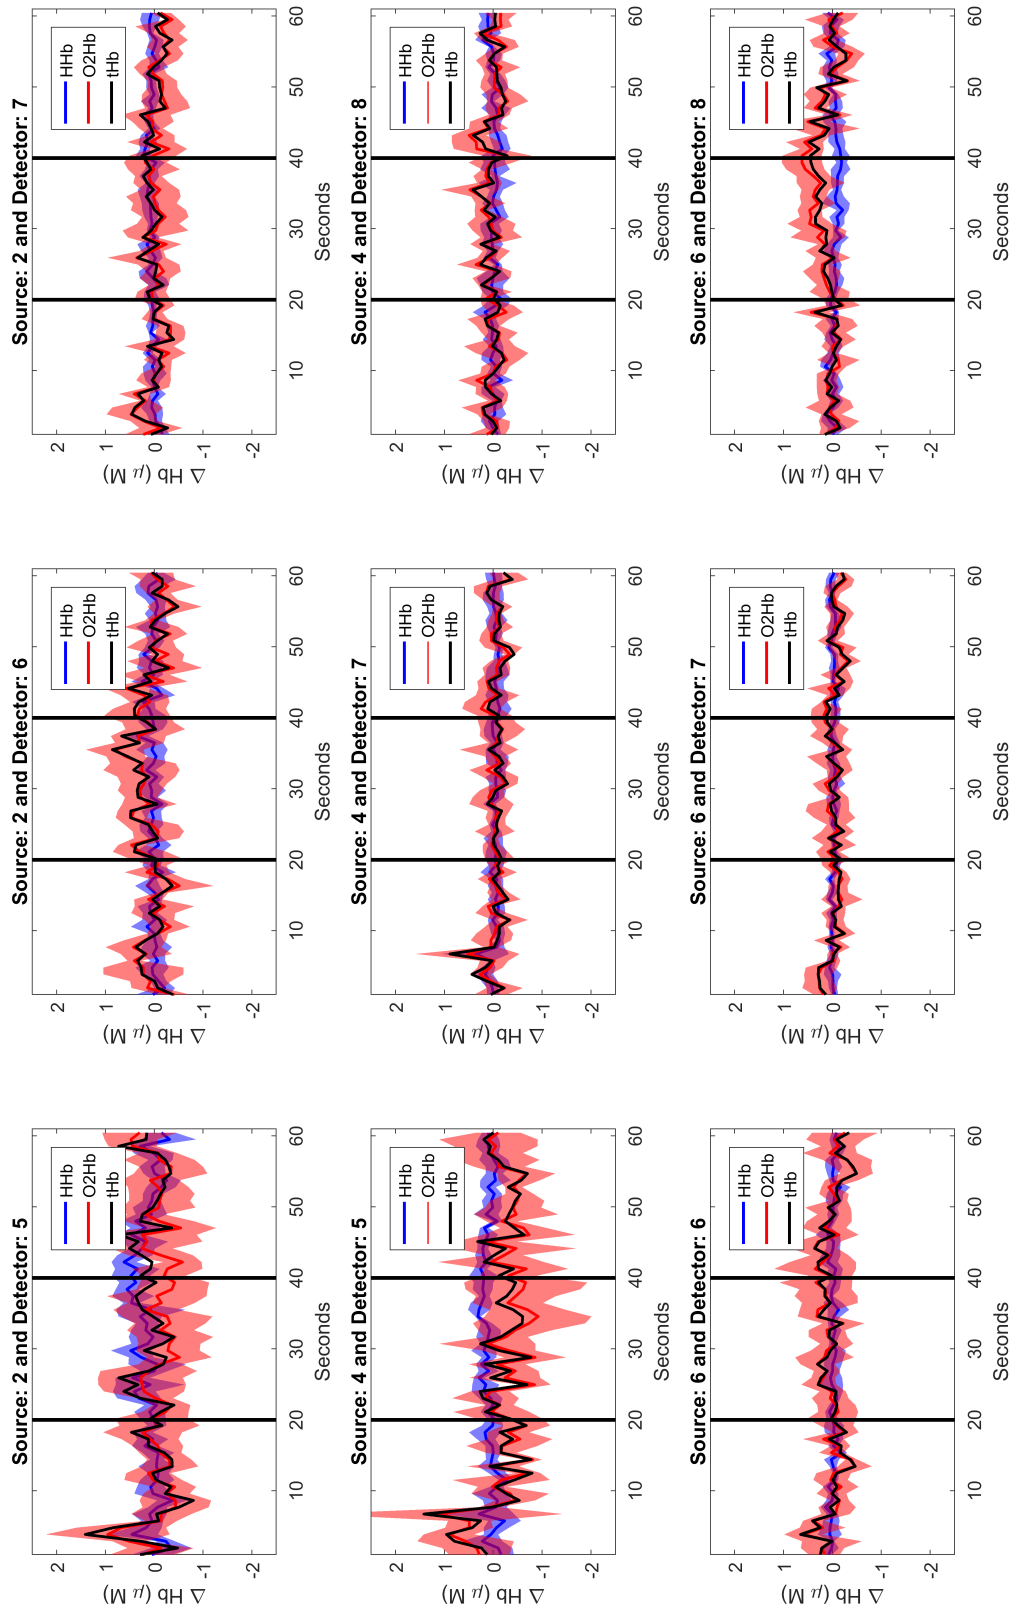 Source: 2 and Detector: 5
Δ Hb (μ M)
2
1
0
-1
-2
HHb
O2Hb
tHb
10 20 30 40 50 60
Seconds
Source: 2 and Detector: 6
Δ Hb (μ M)
2
1
0
-1
-2
HHb
O2Hb
tHb
10 20 30 40 50 60
Seconds
Source: 2 and Detector: 7
Δ Hb (μ M)
2
1
0
-1
-2
HHb
O2Hb
tHb
10 20 30 40 50 60
Seconds
Source: 4 and Detector: 5
Δ Hb (μ M)
2
1
0
-1
-2
HHb
O2Hb
tHb
10 20 30 40 50 60
Seconds
Source: 4 and Detector: 7
Δ Hb (μ M)
2
1
0
-1
-2
HHb
O2Hb
tHb
10 20 30 40 50 60
Seconds
Source: 4 and Detector: 8
Δ Hb (μ M)
2
1
0
-1
-2
HHb
O2Hb
tHb
10 20 30 40 50 60
Seconds
Source: 6 and Detector: 6
Δ Hb (μ M)
2
1
0
-1
-2
HHb
O2Hb
tHb
10 20 30 40 50 60
Seconds
Source: 6 and Detector: 7
Δ Hb (μ M)
2
1
0
-1
-2
HHb
O2Hb
tHb
10 20 30 40 50 60
Seconds
Source: 6 and Detector: 8
Δ Hb (μ M)
2
1
0
-1
-2
HHb
O2Hb
tHb
10 20 30 40 50 60
Seconds